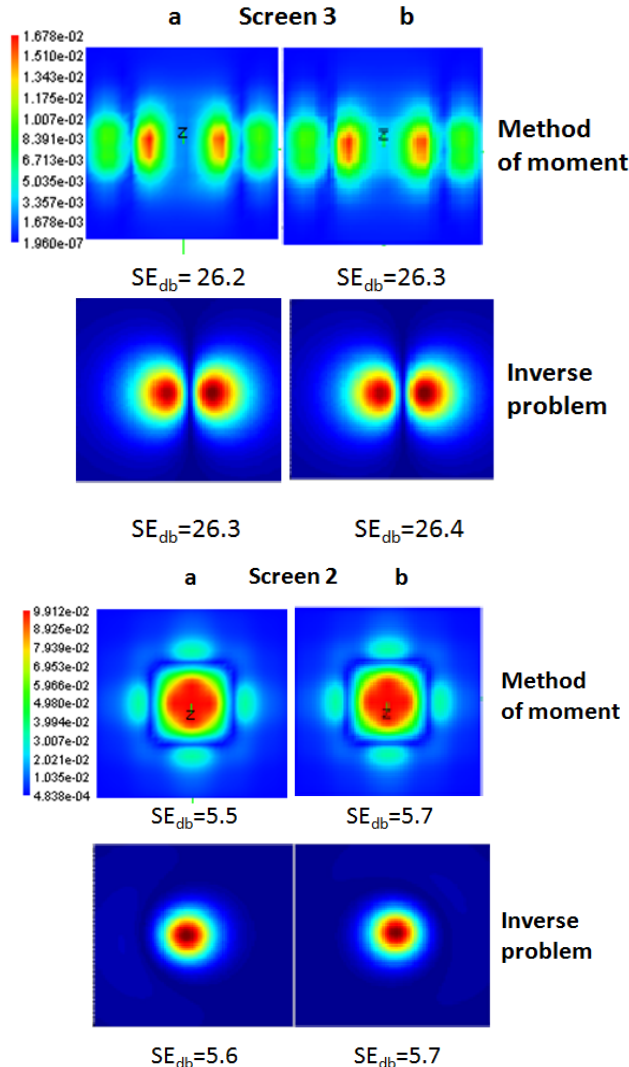 a Screen 3 b
1.678e-02
1.510e-02
1.343e-02
1.175e-02
1.007e-02
8.391e-03
6.713e-03
5.035e-03
3.357e-03
1.678e-03
1.960e-07
Z
Z
Method
of moment
SEdb= 26.2 SEdb=26.3
Inverse
problem
SEdb=26.3 SEdb=26.4
a Screen 2 b
9.912e-02
8.925e-02
7.939e-02
6.953e-02
5.966e-02
4.980e-02
3.994e-02
3.007e-02
2.021e-02
1.035e-02
4.838e-04
Z
Z
Method
of moment
SEdb=5.5 SEdb=5.7
Inverse
problem
SEdb=5.6 SEdb=5.7